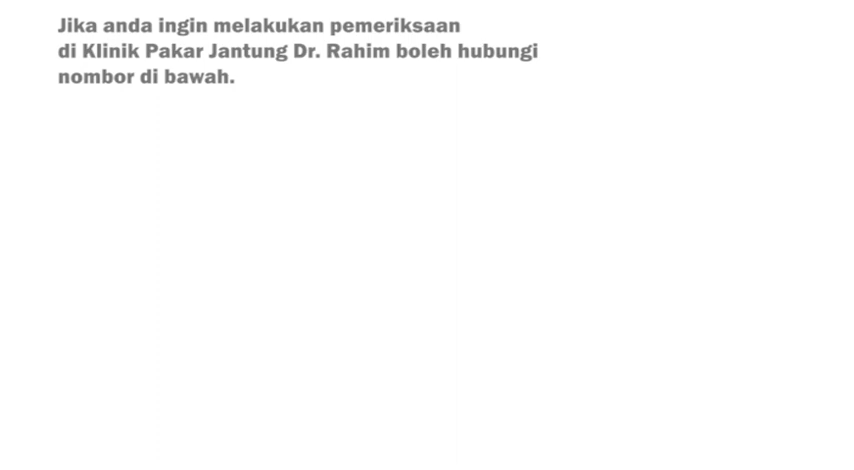 Jika anda ingin melakukan pemeriksaan
di Klinik Pakar Jantung Dr. Rahim boleh hubungi
nombor di bawah.